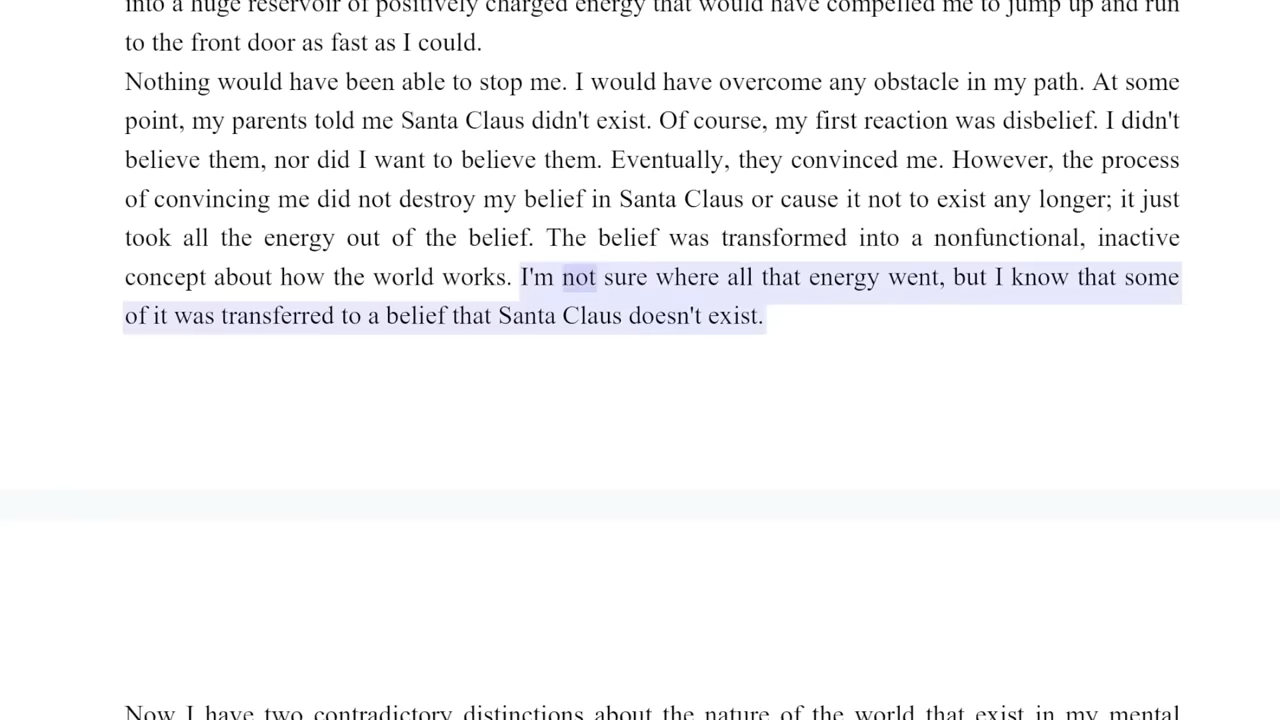 into a huge reservoir of positively charged energy that would have compelled me to jump up and run
to the front door as fast as I could.
Nothing would have been able to stop me. I would have overcome any obstacle in my path. At some
point, my parents told me Santa Claus didn't exist. Of course, my first reaction was disbelief. I didn't
believe them, nor did I want to believe them. Eventually, they convinced me. However, the process
of convincing me did not destroy my belief in Santa Claus or cause it not to exist any longer; it just
took all the energy out of the belief. The belief was transformed into a nonfunctional, inactive
concept about how the world works. I'm not sure where all that energy went, but I know that some
of it was transferred to a belief that Santa Claus doesn't exist.
Now I have two contradictory distinctions about the nature of the world that exist in my mental